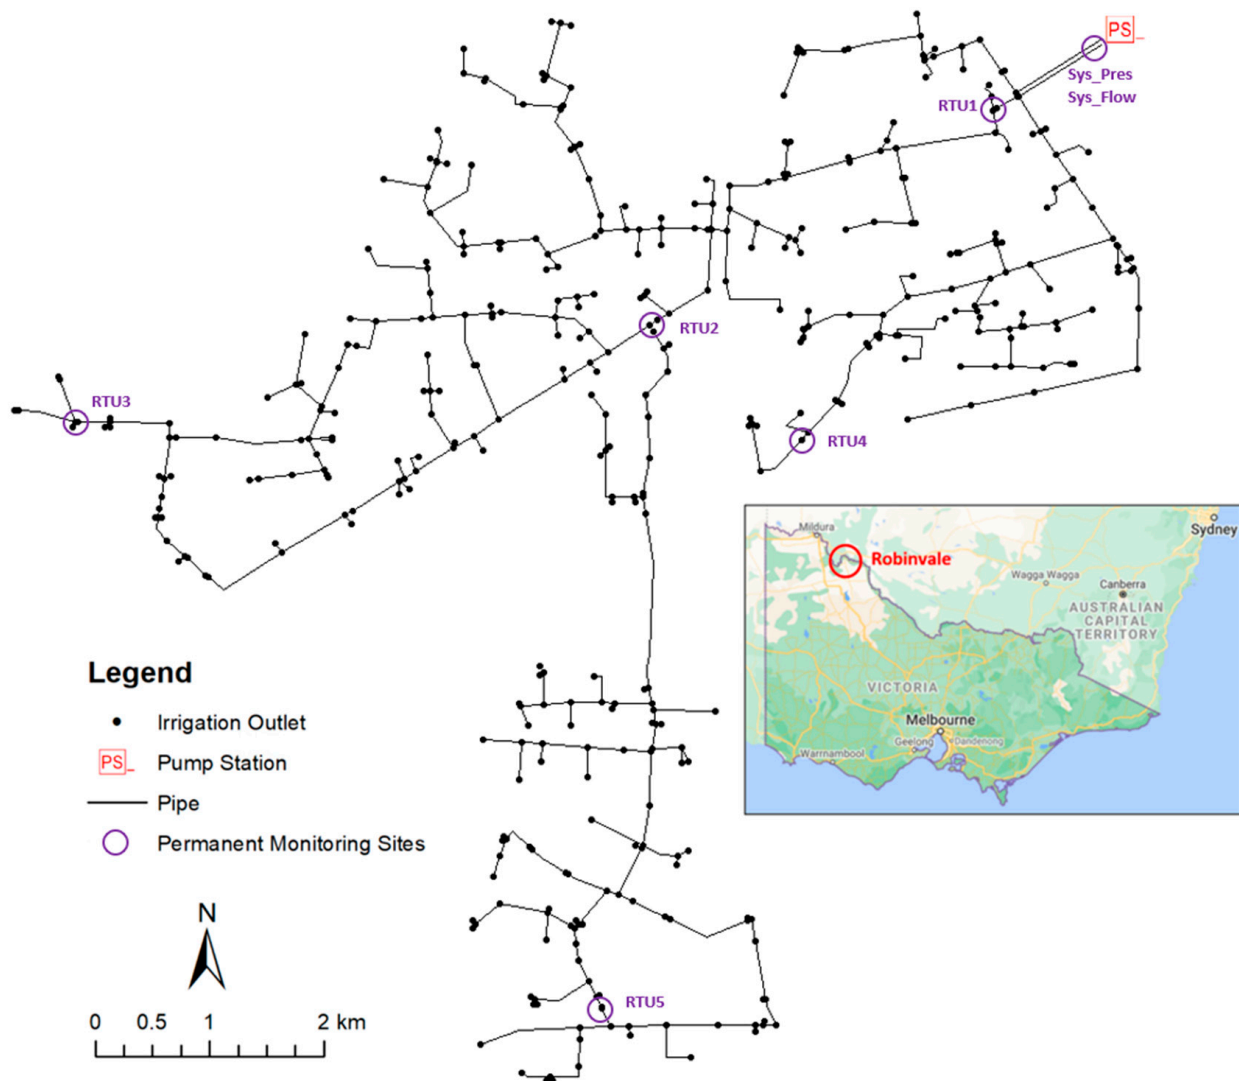 PS_
Sys_Pres
Sys_Flow
RTU1
RTU2
RTU3
RTU4
Mildura
Sydney
Robinvale
Wagga Wagga
Canberra
AUSTRALIAN
CAPITAL
TERRITORY
VICTORIA
Melbourne
Geelong
Dandenong
Warrnambool
Legend
Irrigation Outlet
PS_ Pump Station
Pipe
Permanent Monitoring Sites
N
RTU5
0 0.5 1 2 km